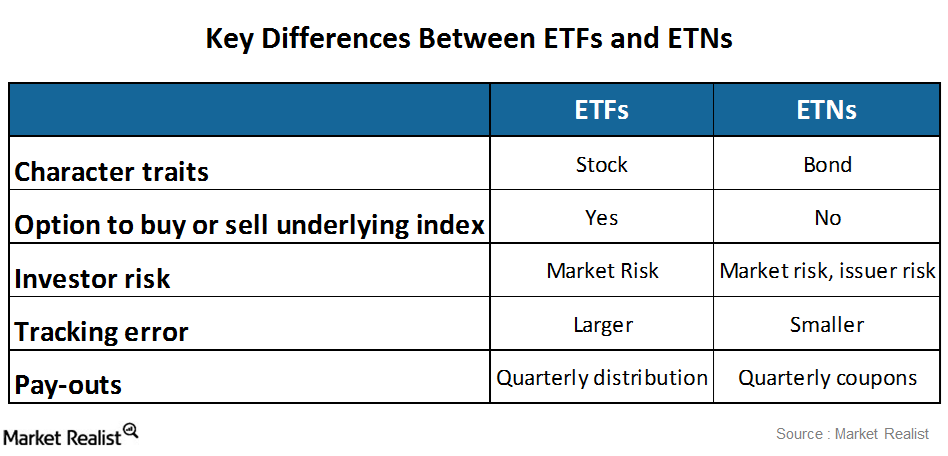 Key Differences Between ETFs and ETNs
ETFs ETNs
Character traits Stock Bond
Option to buy or sell underlying index Yes No
Investor risk Market Risk Market risk, issuer risk
Tracking error Larger Smaller
Pay-outs Quarterly distribution Quarterly coupons
Market Realist Source : Market Realist